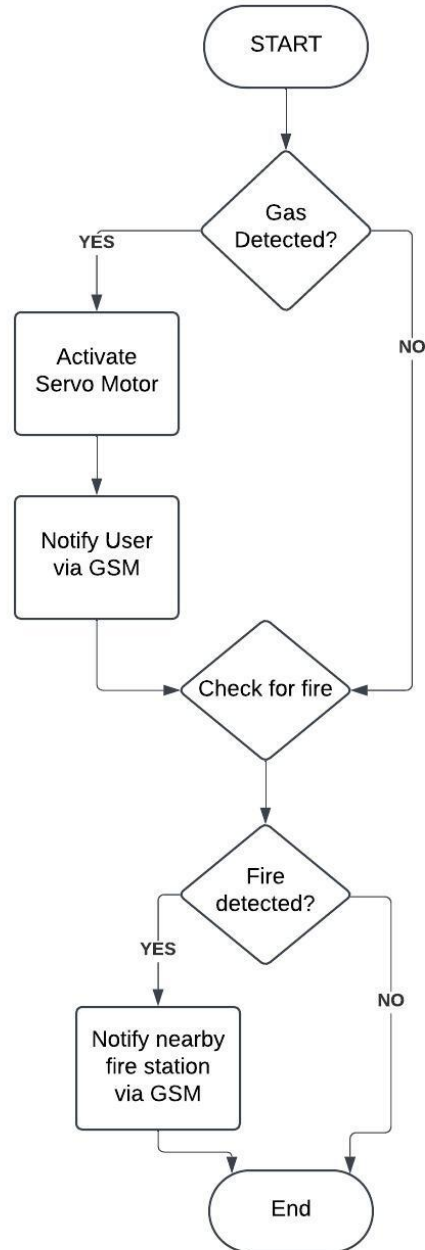 START
Gas
Detected?
YES
NO
Activate
Servo Motor
Notify User
via GSM
Check for fire
Fire
detected?
YES
NO
Notify nearby
fire station
via GSM
End